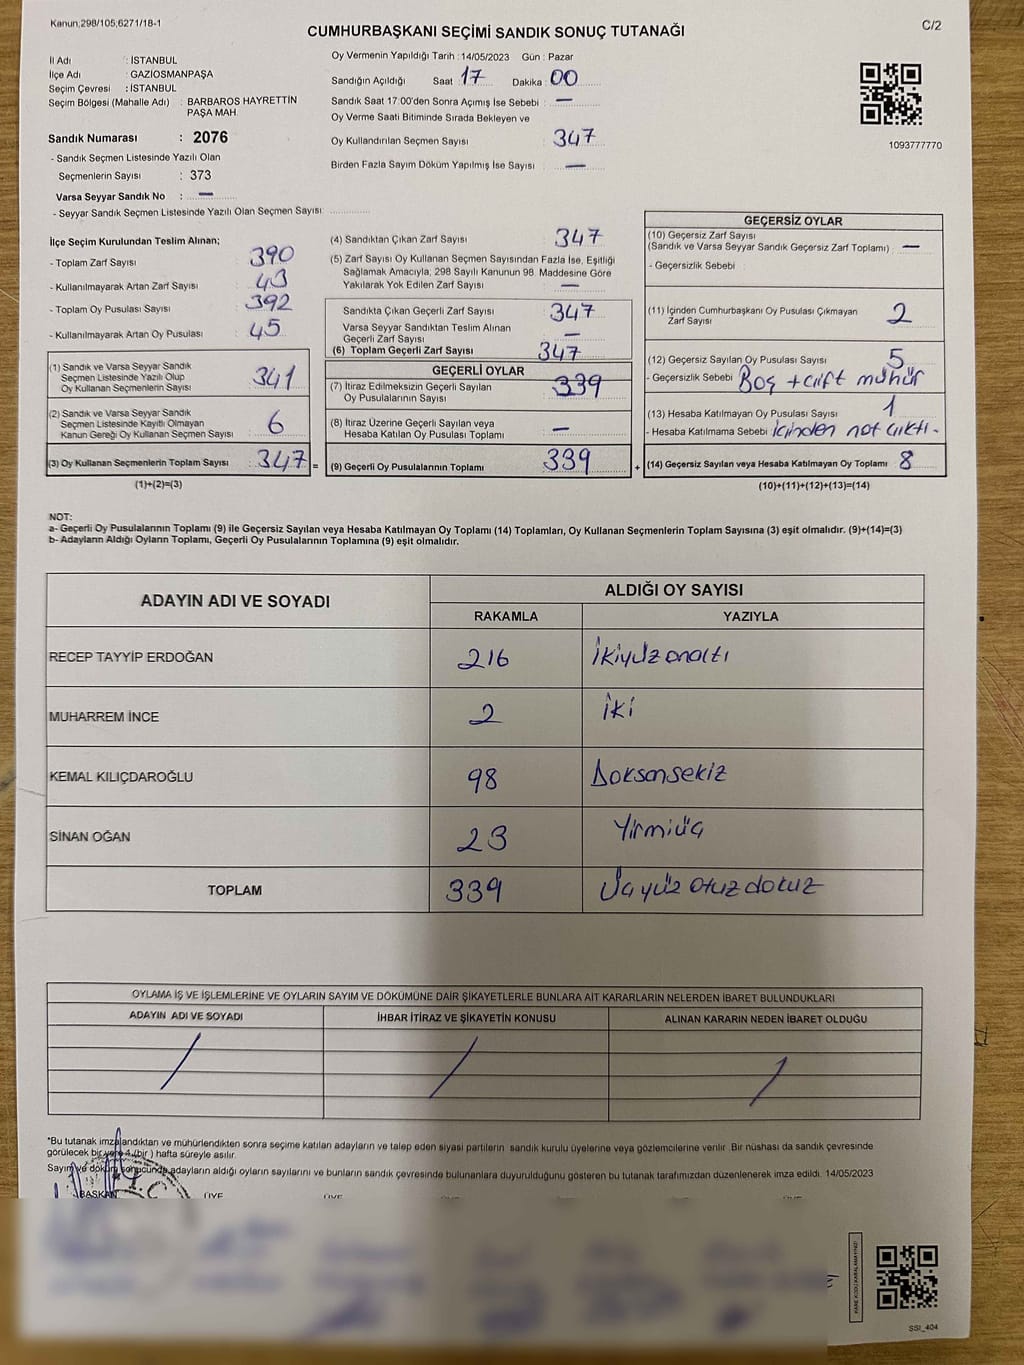 Kanun;298/105;6271/18-1
C/2
CUMHURBAŞKANI SEÇİMİ SANDIK SONUÇ TUTANAĞI
İl Adı : İSTANBUL
İlçe Adı : GAZİOSMANPAŞA
Seçim Çevresi : İSTANBUL
Seçim Bölgesi (Mahalle Adı) : BARBAROS HAYRETTİN
PAŞA MAH.
Sandık Numarası : 2076
- Sandık Seçmen Listesinde Yazılı Olan
Seçmenlerin Sayısı : 373
Varsa Seyyar Sandık No : —
- Seyyar Sandık Seçmen Listesinde Yazılı Olan Seçmen Sayısı:
Oy Vermenin Yapıldığı Tarih : 14/05/2023 Gün : Pazar
Sandığın Açıldığı Saat 17 Dakika : 00
Sandık Saat 17:00'den Sonra Açımış İse Sebebi : —
Oy Verme Saati Bitiminde Sırada Bekleyen ve
Oy Kullandırılan Seçmen Sayısı : 347
Birden Fazla Sayım Döküm Yapılmış İse Sayısı : —
1093777770
İlçe Seçim Kurulundan Teslim Alınan;
- Toplam Zarf Sayısı : 390
- Kullanılmayarak Artan Zarf Sayısı : 43
- Toplam Oy Pusulası Sayısı : 392
- Kullanılmayarak Artan Oy Pusulası : 45
(1) Sandık ve Varsa Seyyar Sandık
Seçmen Listesinde Yazılı Olup
Oy Kullanan Seçmenlerin Sayısı : 341
(2) Sandık ve Varsa Seyyar Sandık
Seçmen Listesinde Kayıtlı Olmayan
Kanun Gereği Oy Kullanan Seçmen Sayısı : 6
(3) Oy Kullanan Seçmenlerin Toplam Sayısı : 347 =
(1)+(2)=(3)
(4) Sandıktan Çıkan Zarf Sayısı : 347
(5) Zarf Sayısı Oy Kullanan Seçmen Sayısından Fazla İse, Eşitliği
Sağlamak Amacıyla, 298 Sayılı Kanunun 98. Maddesine Göre
Yakılarak Yok Edilen Zarf Sayısı : —
Sandıkta Çıkan Geçerli Zarf Sayısı : 347
Varsa Seyyar Sandıktan Teslim Alınan
Geçerli Zarf Sayısı : —
(6) Toplam Geçerli Zarf Sayısı : 347
GEÇERLİ OYLAR
(7) İtiraz Edilmeksizin Geçerli Sayılan
Oy Pusulalarının Sayısı : 339
(8) İtiraz Üzerine Geçerli Sayılan veya
Hesaba Katılan Oy Pusulası Toplamı : —
(9) Geçerli Oy Pusulalarının Toplamı : 339 +
GEÇERSİZ OYLAR
(10) Geçersiz Zarf Sayısı
(Sandık ve Varsa Seyyar Sandık Geçersiz Zarf Toplamı) : —
- Geçersizlik Sebebi :
(11) İçinden Cumhurbaşkanı Oy Pusulası Çıkmayan
Zarf Sayısı : 2
(12) Geçersiz Sayılan Oy Pusulası Sayısı : 5
- Geçersizlik Sebebi : Boş + çift mühür
(13) Hesaba Katılmayan Oy Pusulası Sayısı : 1
- Hesaba Katılmama Sebebi : içinden not çıktı.
(14) Geçersiz Sayılan veya Hesaba Katılmayan Oy Toplamı : 8
(10)+(11)+(12)+(13)=(14)
NOT:
a- Geçerli Oy Pusulalarının Toplamı (9) ile Geçersiz Sayılan veya Hesaba Katılmayan Oy Toplamı (14) Toplamları, Oy Kullanan Seçmenlerin Toplam Sayısına (3) eşit olmalıdır. (9)+(14)=(3)
b- Adayların Aldığı Oyların Toplamı, Geçerli Oy Pusulalarının Toplamına (9) eşit olmalıdır.
ADAYIN ADI VE SOYADI
ALDIĞI OY SAYISI
RAKAMLA YAZIYLA
RECEP TAYYİP ERDOĞAN 216 İkiyüz onaltı
MUHARREM İNCE 2 İki
KEMAL KILIÇDAROĞLU 98 Doksansekiz
SİNAN OĞAN 23 Yirmiüç
TOPLAM 339 Üçyüz otuz dokuz
OYLAMA İŞ VE İŞLEMLERİNE VE OYLARIN SAYIM VE DÖKÜMÜNE DAİR ŞİKAYETLERLE BUNLARA AİT KARARLARIN NELERDEN İBARET BULUNDUKLARI
ADAYIN ADI VE SOYADI İHBAR İTİRAZ VE ŞİKAYETİN KONUSU ALINAN KARARIN NEDEN İBARET OLDUĞU
*Bu tutanak imzalandıktan ve mühürlendikten sonra seçime katılan adayların ve talep eden siyasi partilerin sandık kurulu üyelerine veya gözlemcilerine verilir. Bir nüshası da sandık çevresinde
görülecek bir yere 1 (bir ) hafta süreyle asılır.
Sayım ve döküm sonucunda adayların aldığı oyların sayılarını ve bunların sandık çevresinde bulunanlara duyurulduğunu gösteren bu tutanak tarafımızdan düzenlenerek imza edildi. 14/05/2023
T.C.
BAŞKAN ÜYE ÜYE
SSI_404